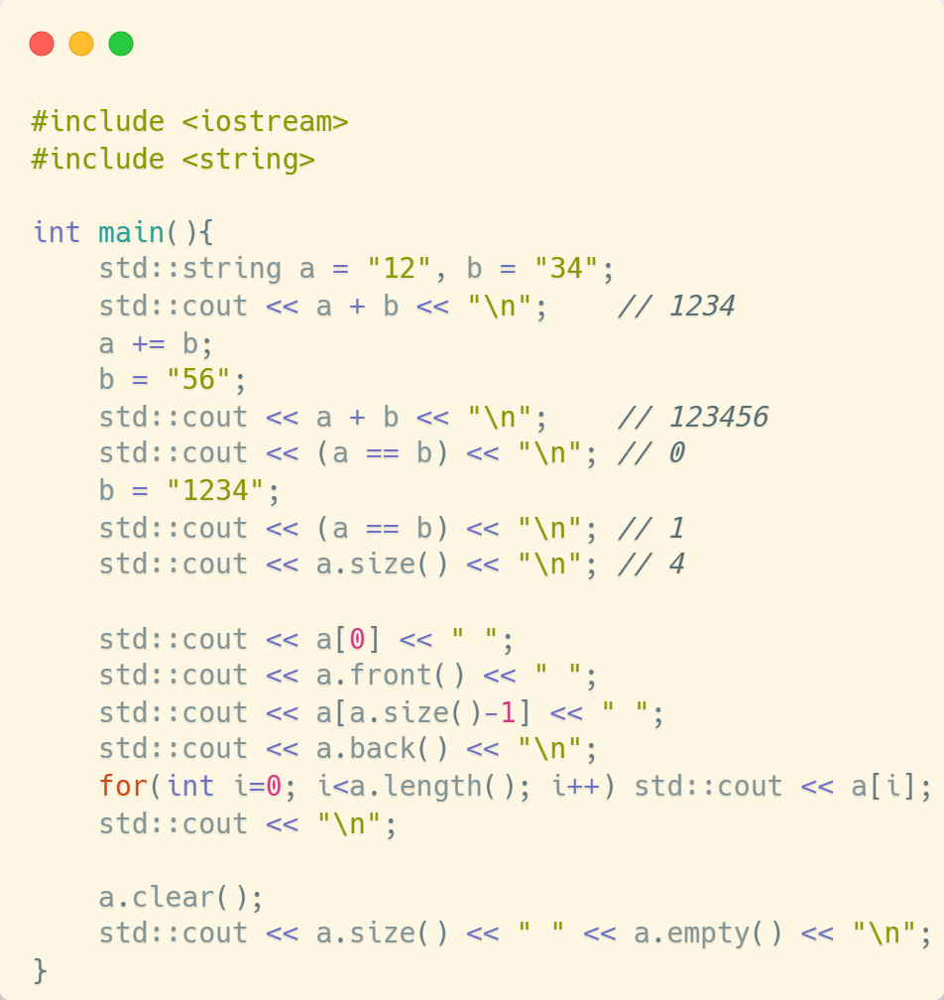 #include <iostream>
#include <string>

int main(){
    std::string a = "12", b = "34";
    std::cout << a + b << "\n";    // 1234
    a += b;
    b = "56";
    std::cout << a + b << "\n";    // 123456
    std::cout << (a == b) << "\n"; // 0
    b = "1234";
    std::cout << (a == b) << "\n"; // 1
    std::cout << a.size() << "\n"; // 4

    std::cout << a[0] << " ";
    std::cout << a.front() << " ";
    std::cout << a[a.size()-1] << " ";
    std::cout << a.back() << "\n";
    for(int i=0; i<a.length(); i++) std::cout << a[i];
    std::cout << "\n";

    a.clear();
    std::cout << a.size() << " " << a.empty() << "\n";
}